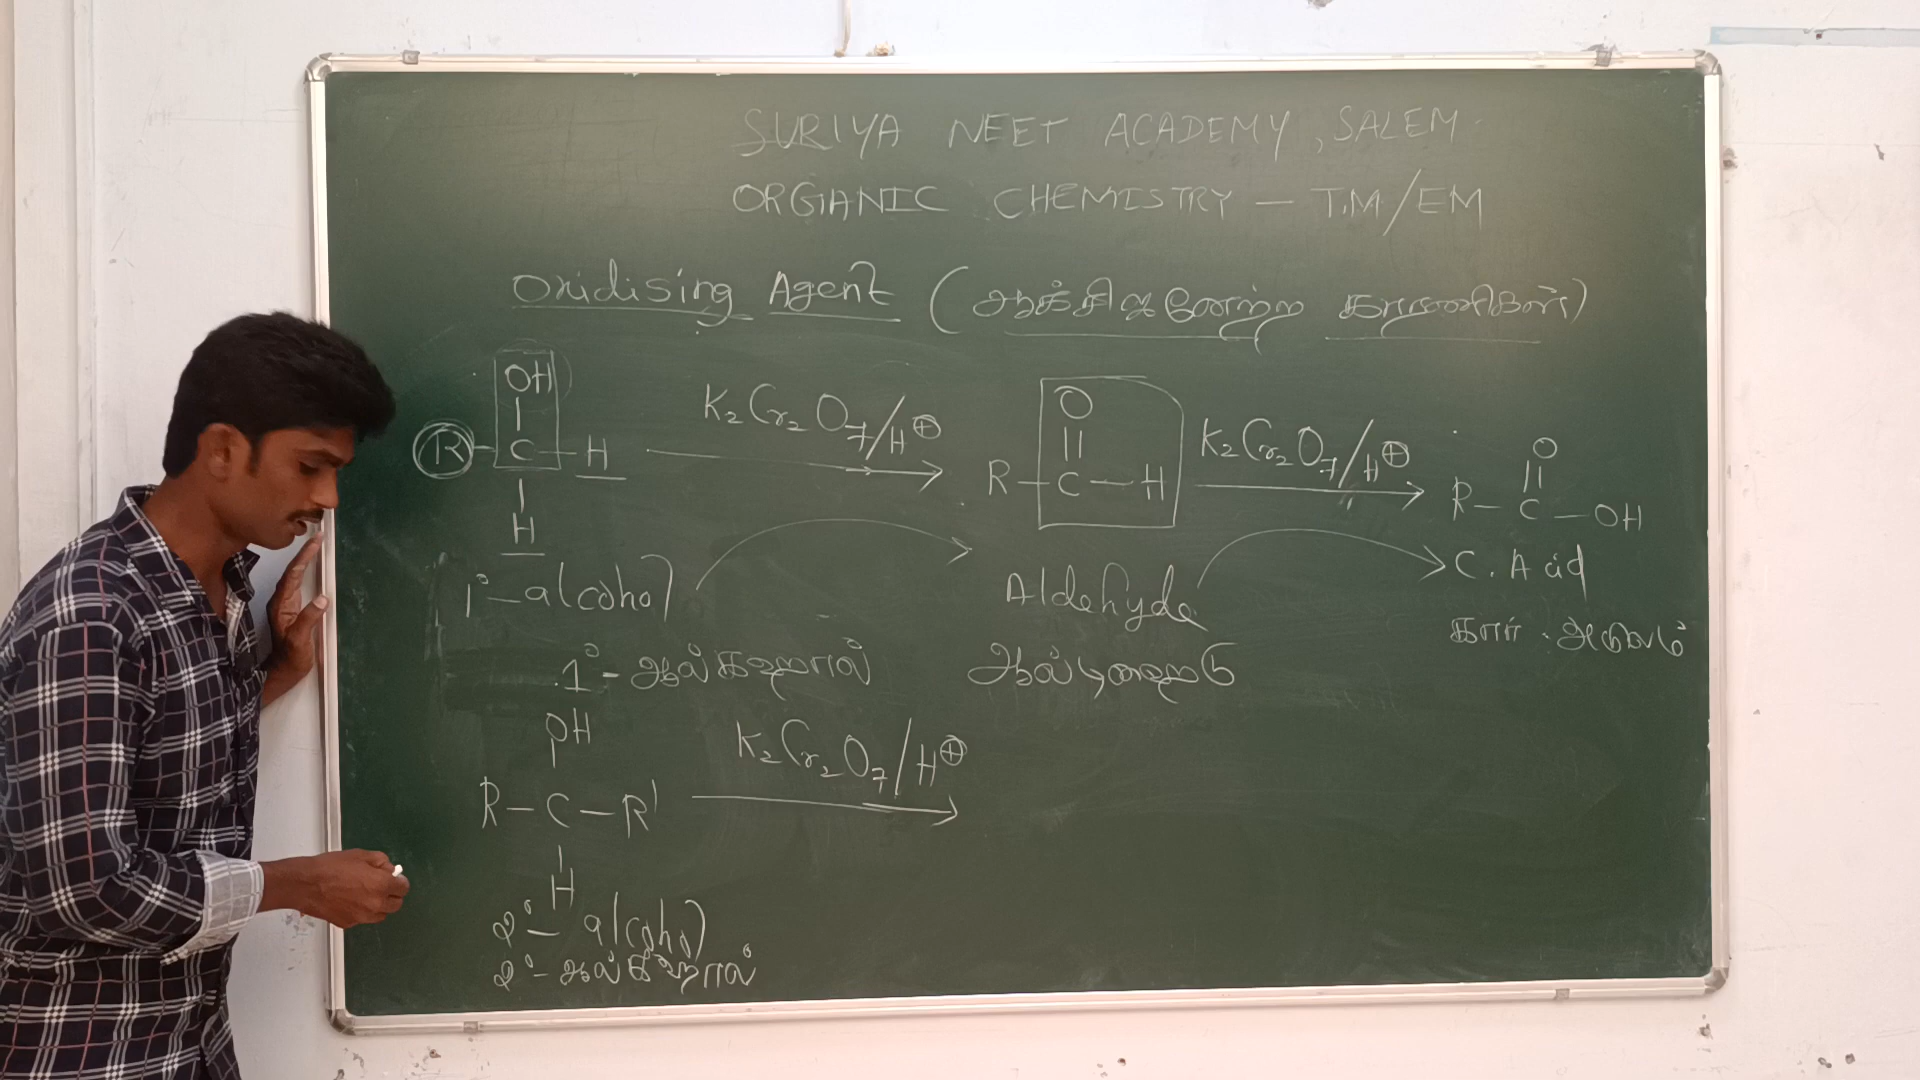 SURIYA NEET ACADEMY, SALEM.
ORGANIC CHEMISTRY – T.M/EM
Oxidising Agent (ஆக்சிஜனேற்ற காரணிகள்)
OH
R-C-H
H
K₂Cr₂O₇/H⊕
O
R-C-H
K₂Cr₂O₇/H⊕
O
R-C-OH
1°-alcohol
Aldehyde
C. Acid
கார். அமிலம்
1°-ஆல்கஹால்
ஆல்டிஹைடு
OH
R-C-R'
H
K₂Cr₂O₇/H⊕
2°- alcohol
2°-ஆல்கஹால்